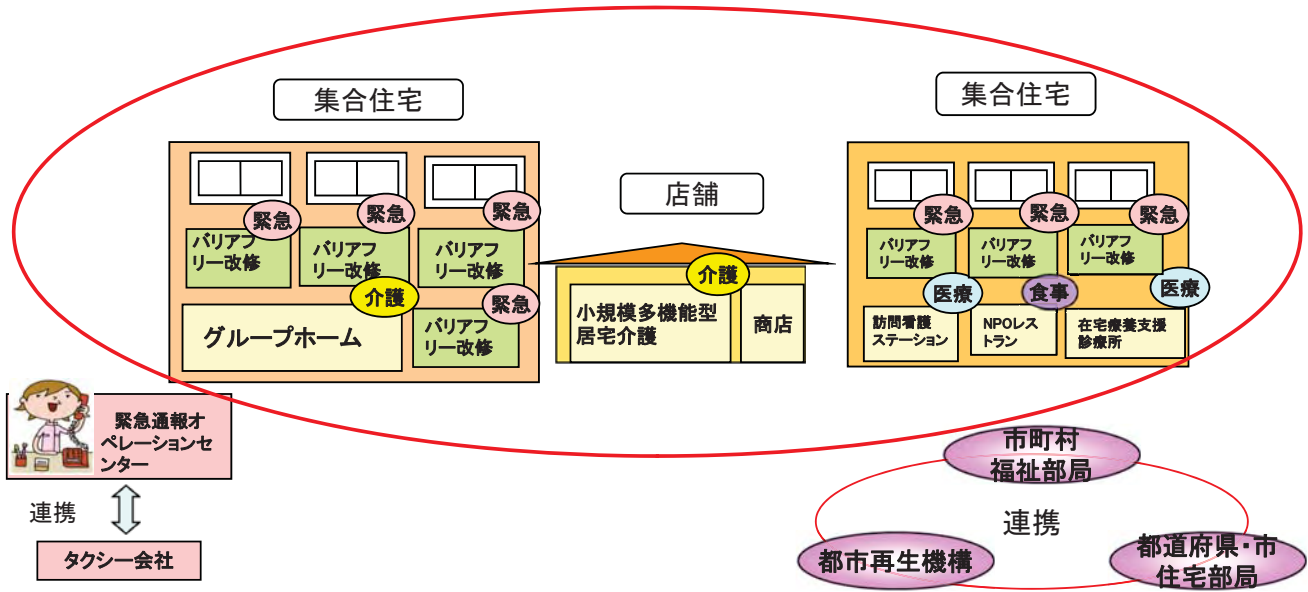 集合住宅
集合住宅
店舗
緊急
緊急
緊急
緊急
緊急
緊急
バリアフ
リー改修
バリアフ
リー改修
バリアフ
リー改修
バリアフ
リー改修
バリアフ
リー改修
バリアフ
リー改修
介護
介護
緊急
医療
食事
医療
グループホーム
バリアフ
リー改修
小規模多機能型
居宅介護
商店
訪問看護
ステーション
NPOレス
トラン
在宅療養支援
診療所
緊急通報オ
ペレーションセ
ンター
連携
タクシー会社
市町村
福祉部局
連携
都市再生機構
都道府県・市
住宅部局